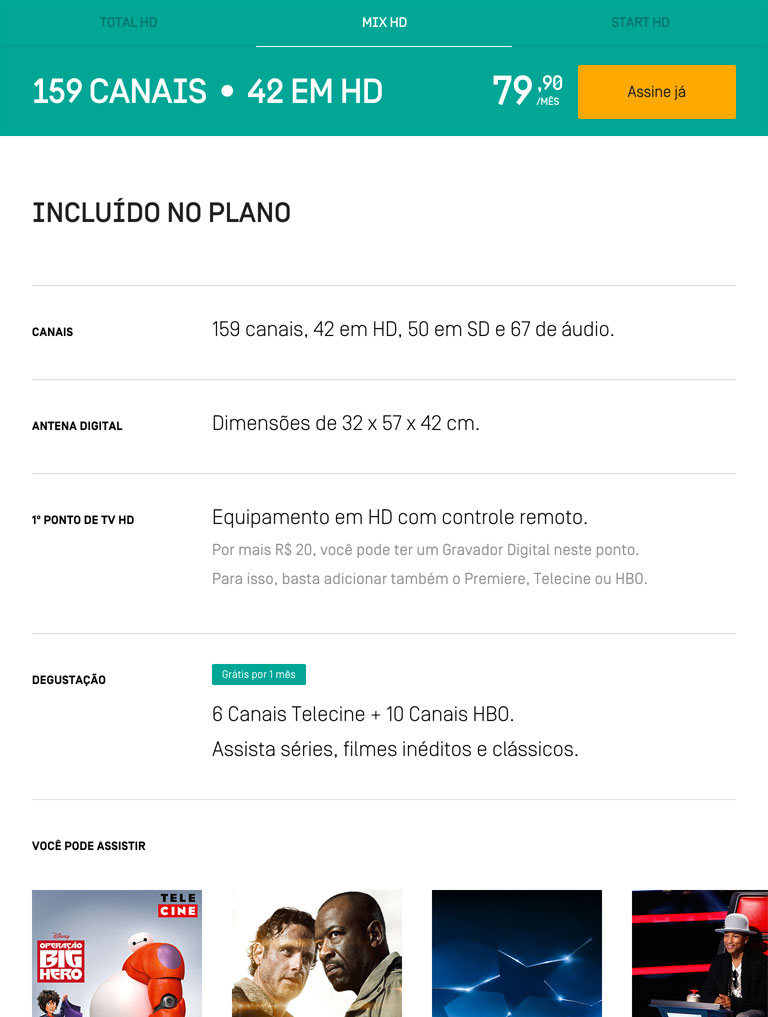 TOTAL HD
MIX HD
START HD
159 CANAIS • 42 EM HD
79,90
/MÊS
Assine já
INCLUÍDO NO PLANO
CANAIS
159 canais, 42 em HD, 50 em SD e 67 de áudio.
ANTENA DIGITAL
Dimensões de 32 x 57 x 42 cm.
1º PONTO DE TV HD
Equipamento em HD com controle remoto.
Por mais R$ 20, você pode ter um Gravador Digital neste ponto.
Para isso, basta adicionar também o Premiere, Telecine ou HBO.
DEGUSTAÇÃO
Grátis por 1 mês
6 Canais Telecine + 10 Canais HBO.
Assista séries, filmes inéditos e clássicos.
VOCÊ PODE ASSISTIR
TELE
CINE
Disney
OPERAÇÃO
BIG
HERO